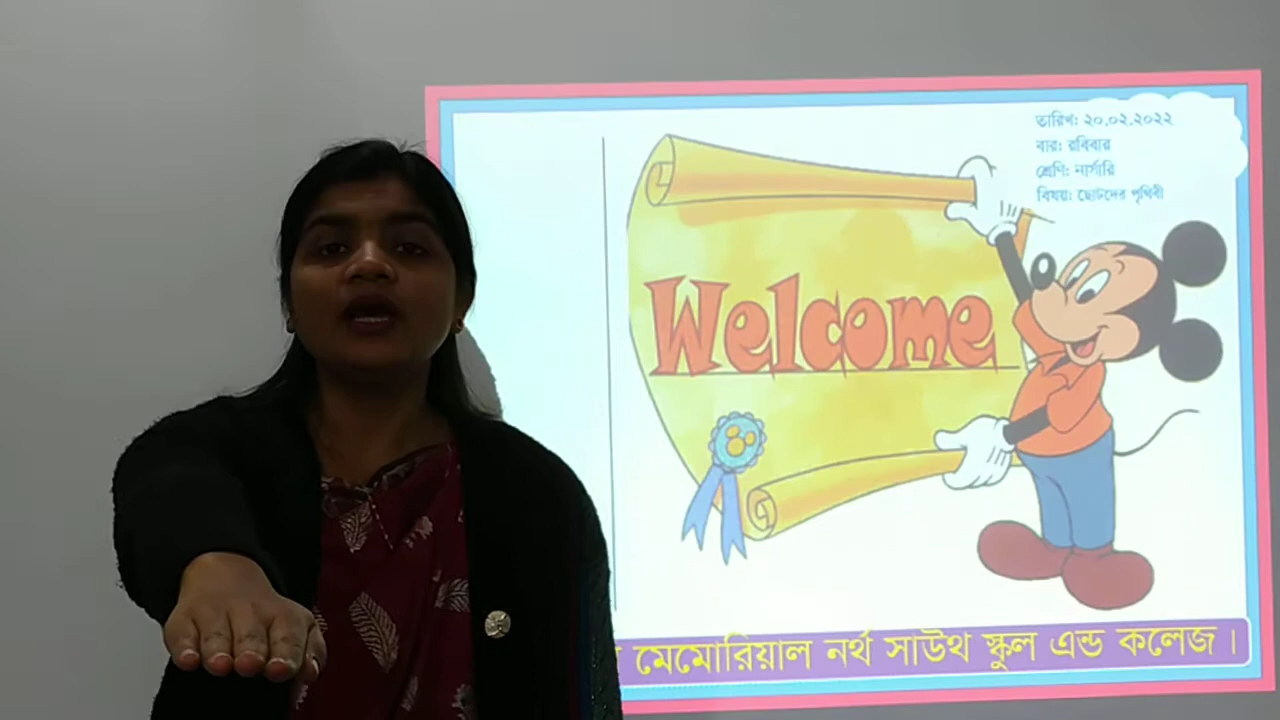 তারিখ: ২০.০২.২০২২
বার: রবিবার
শ্রেণি: নার্সারি
বিষয়: ছোটদের পৃথিবী
Welcome
মেমোরিয়াল নর্থ সাউথ স্কুল এন্ড কলেজ।